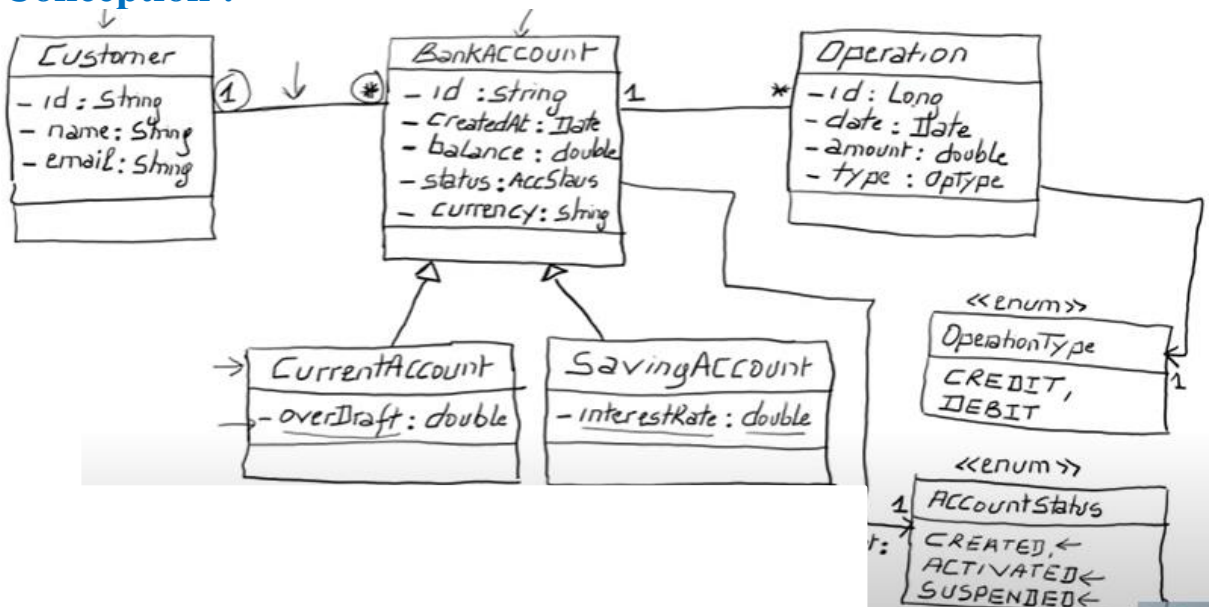 Conception :
Customer
- id : String
- name : String
- email : String
1
*
BankAccount
- id : string
- createdAt : Date
- balance : double
- status : AccStaus
- currency : string
1
*
Operation
- id : Long
- date : Date
- amount : double
- type : OpType
CurrentAccount
- overDraft : double
SavingAccount
- interestRate : double
<<enum>>
OperationType
CREDIT,
DEBIT
1
<<enum>>
1
AccountStatus
CREATED,
ACTIVATED
SUSPENDED